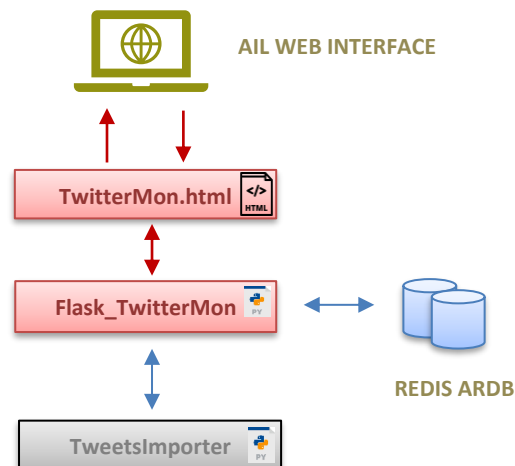 AIL WEB INTERFACE
TwitterMon.html
</>
HTML
Flask_TwitterMon
PY
REDIS ARDB
TweetsImporter
PY